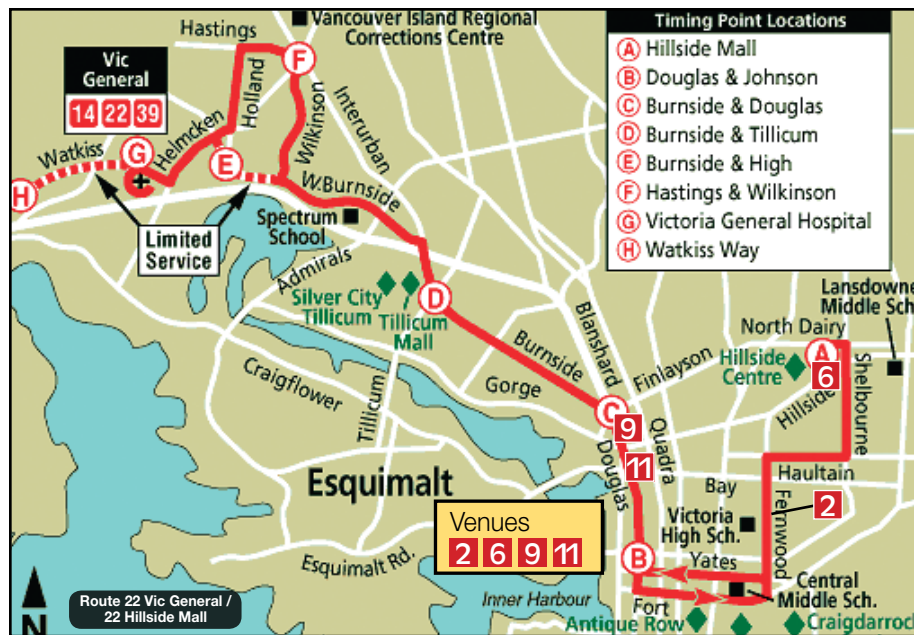 Hastings
Vancouver Island Regional
Corrections Centre
Timing Point Locations
A Hillside Mall
B Douglas & Johnson
C Burnside & Douglas
D Burnside & Tillicum
E Burnside & High
F Hastings & Wilkinson
G Victoria General Hospital
H Watkiss Way
Vic
General
14 22 39
F
Holland
Interurban
Wilkinson
Helmcken
Watkiss
G
E
H
W.Burnside
Limited
Service
Spectrum
School
Admirals
Silver City
Tillicum
Tillicum
Mall
D
Burnside
Blanshard
Lansdowne
Middle Sch
North Dairy
Finlayson
Hillside
Centre
A
6
Shelbourne
Craigflower
Gorge
Hillside
Tillicum
C
9
Quadra
Douglas
11
Haultain
Esquimalt
Bay
Fernwood
2
Venues
2 6 9 11
Victoria
High Sch.
Esquimalt Rd.
B
Yates
Central
Middle Sch.
N
Route 22 Vic General /
22 Hillside Mall
Inner Harbour
Fort
Antique Row
Craigdarroc